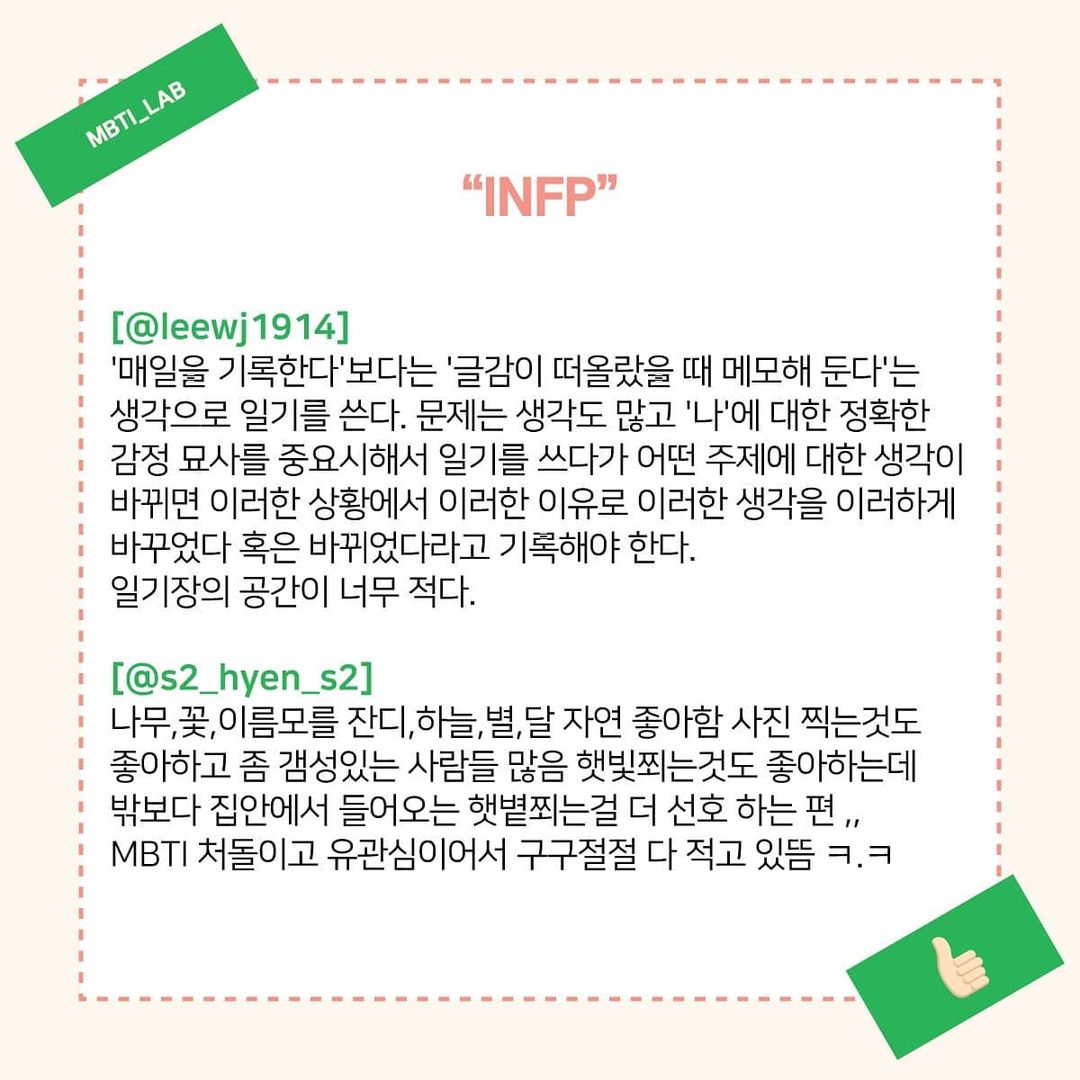 MBTI_LAB
“INFP”
[@leewj1914]
'매일을 기록한다'보다는 '글감이 떠올랐을 때 메모해 둔다'는
생각으로 일기를 쓴다. 문제는 생각도 많고 '나'에 대한 정확한
감정 묘사를 중요시해서 일기를 쓰다가 어떤 주제에 대한 생각이
바뀌면 이러한 상황에서 이러한 이유로 이러한 생각을 이러하게
바꾸었다 혹은 바뀌었다라고 기록해야 한다.
일기장의 공간이 너무 적다.
[@s2_hyen_s2]
나무,꽃,이름모를 잔디,하늘,별,달 자연 좋아함 사진 찍는것도
좋아하고 좀 갬성있는 사람들 많음 햇빛쬐는것도 좋아하는데
밖보다 집안에서 들어오는 햇볕쬐는걸 더 선호 하는 편 ,,
MBTI 처돌이고 유관심이어서 구구절절 다 적고 있뜸 ㅋ.ㅋ